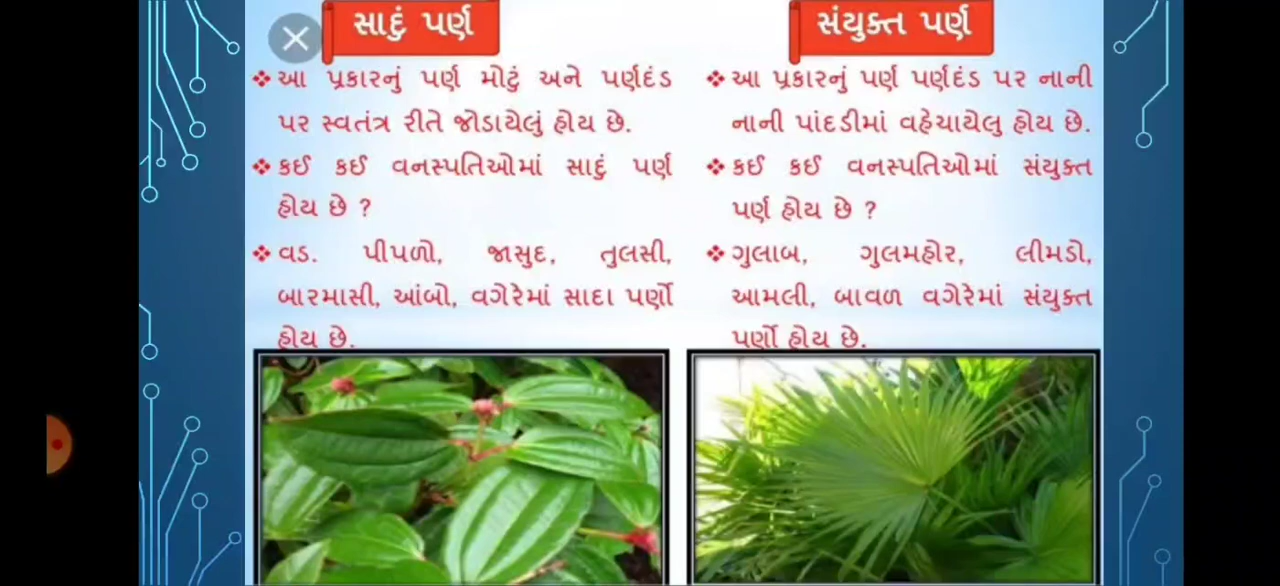 સાદું પર્ણ
❖ આ પ્રકારનું પર્ણ મોટું અને પર્ણદંડ
પર સ્વતંત્ર રીતે જોડાયેલું હોય છે.
❖ કઈ કઈ વનસ્પતિઓમાં સાદું પર્ણ
હોય છે ?
❖ વડ. પીપળો, જાસુદ, તુલસી,
બારમાસી, આંબો, વગેરેમાં સાદા પર્ણો
હોય છે.
સંયુક્ત પર્ણ
❖ આ પ્રકારનું પર્ણ પર્ણદંડ પર નાની
નાની પાંદડીમાં વહેચાયેલુ હોય છે.
❖ કઈ કઈ વનસ્પતિઓમાં સંયુક્ત
પર્ણ હોય છે ?
❖ ગુલાબ, ગુલમહોર, લીમડો,
આમલી, બાવળ વગેરેમાં સંયુક્ત
પર્ણો હોય છે.